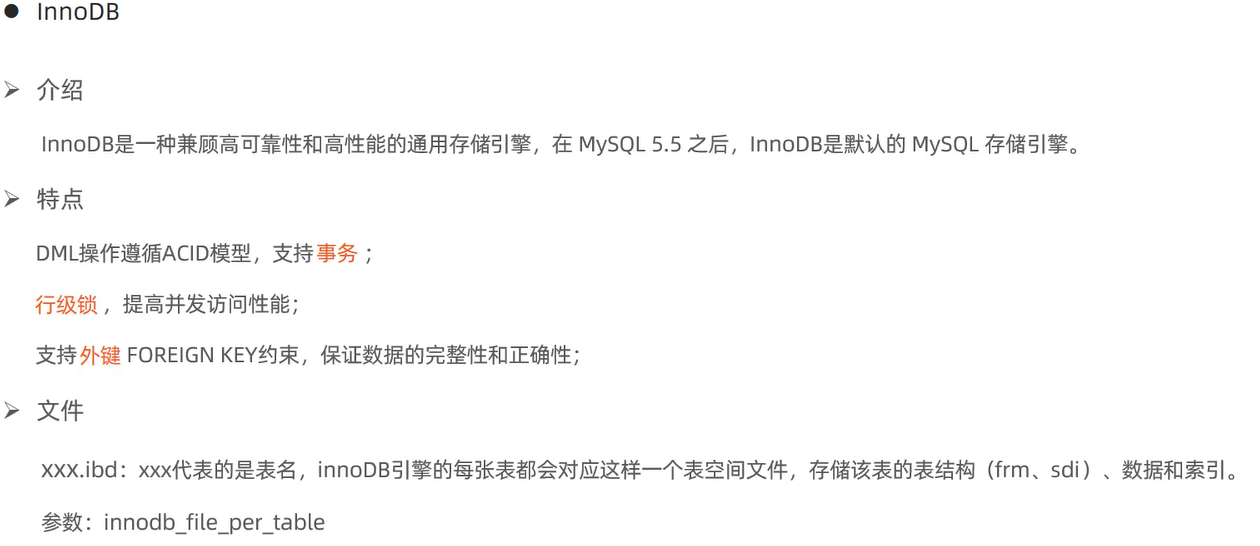 ● InnoDB
➢ 介绍
InnoDB是一种兼顾高可靠性和高性能的通用存储引擎，在 MySQL 5.5 之后，InnoDB是默认的 MySQL 存储引擎。
➢ 特点
DML操作遵循ACID模型，支持事务；
行级锁，提高并发访问性能；
支持外键 FOREIGN KEY约束，保证数据的完整性和正确性；
➢ 文件
xxx.ibd：xxx代表的是表名，innoDB引擎的每张表都会对应这样一个表空间文件，存储该表的表结构（frm、sdi）、数据和索引。
参数：innodb_file_per_table